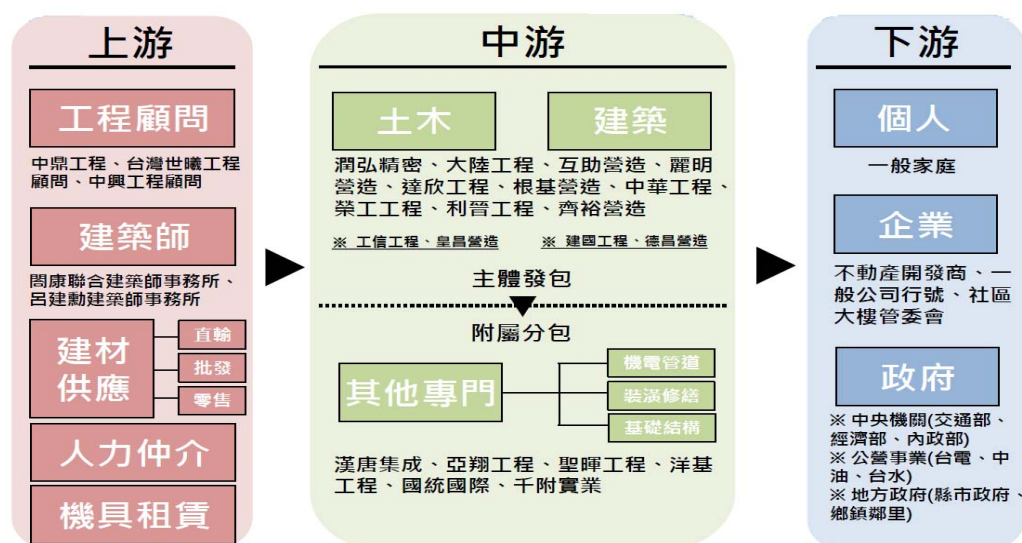 上游
工程顧問
中鼎工程、台灣世曦工程
顧問、中興工程顧問
建築師
閻康聯合建築師事務所、
呂建勳建築師事務所
建材
供應
直輸
批發
零售
人力仲介
機具租賃
中游
土木
建築
潤弘精密、大陸工程、互助營造、麗明
營造、達欣工程、根基營造、中華工程、
榮工工程、利晉工程、齊裕營造
※ 工信工程、皇昌營造
※ 建國工程、德昌營造
主體發包
附屬分包
其他專門
機電管道
裝潢修繕
基礎結構
漢唐集成、亞翔工程、聖暉工程、洋基
工程、國統國際、千附實業
下游
個人
一般家庭
企業
不動產開發商、一
般公司行號、社區
大樓管委會
政府
※ 中央機關(交通部、
經濟部、內政部)
※ 公營事業(台電、中
油、台水)
※ 地方政府(縣市政府、
鄉鎮鄰里)